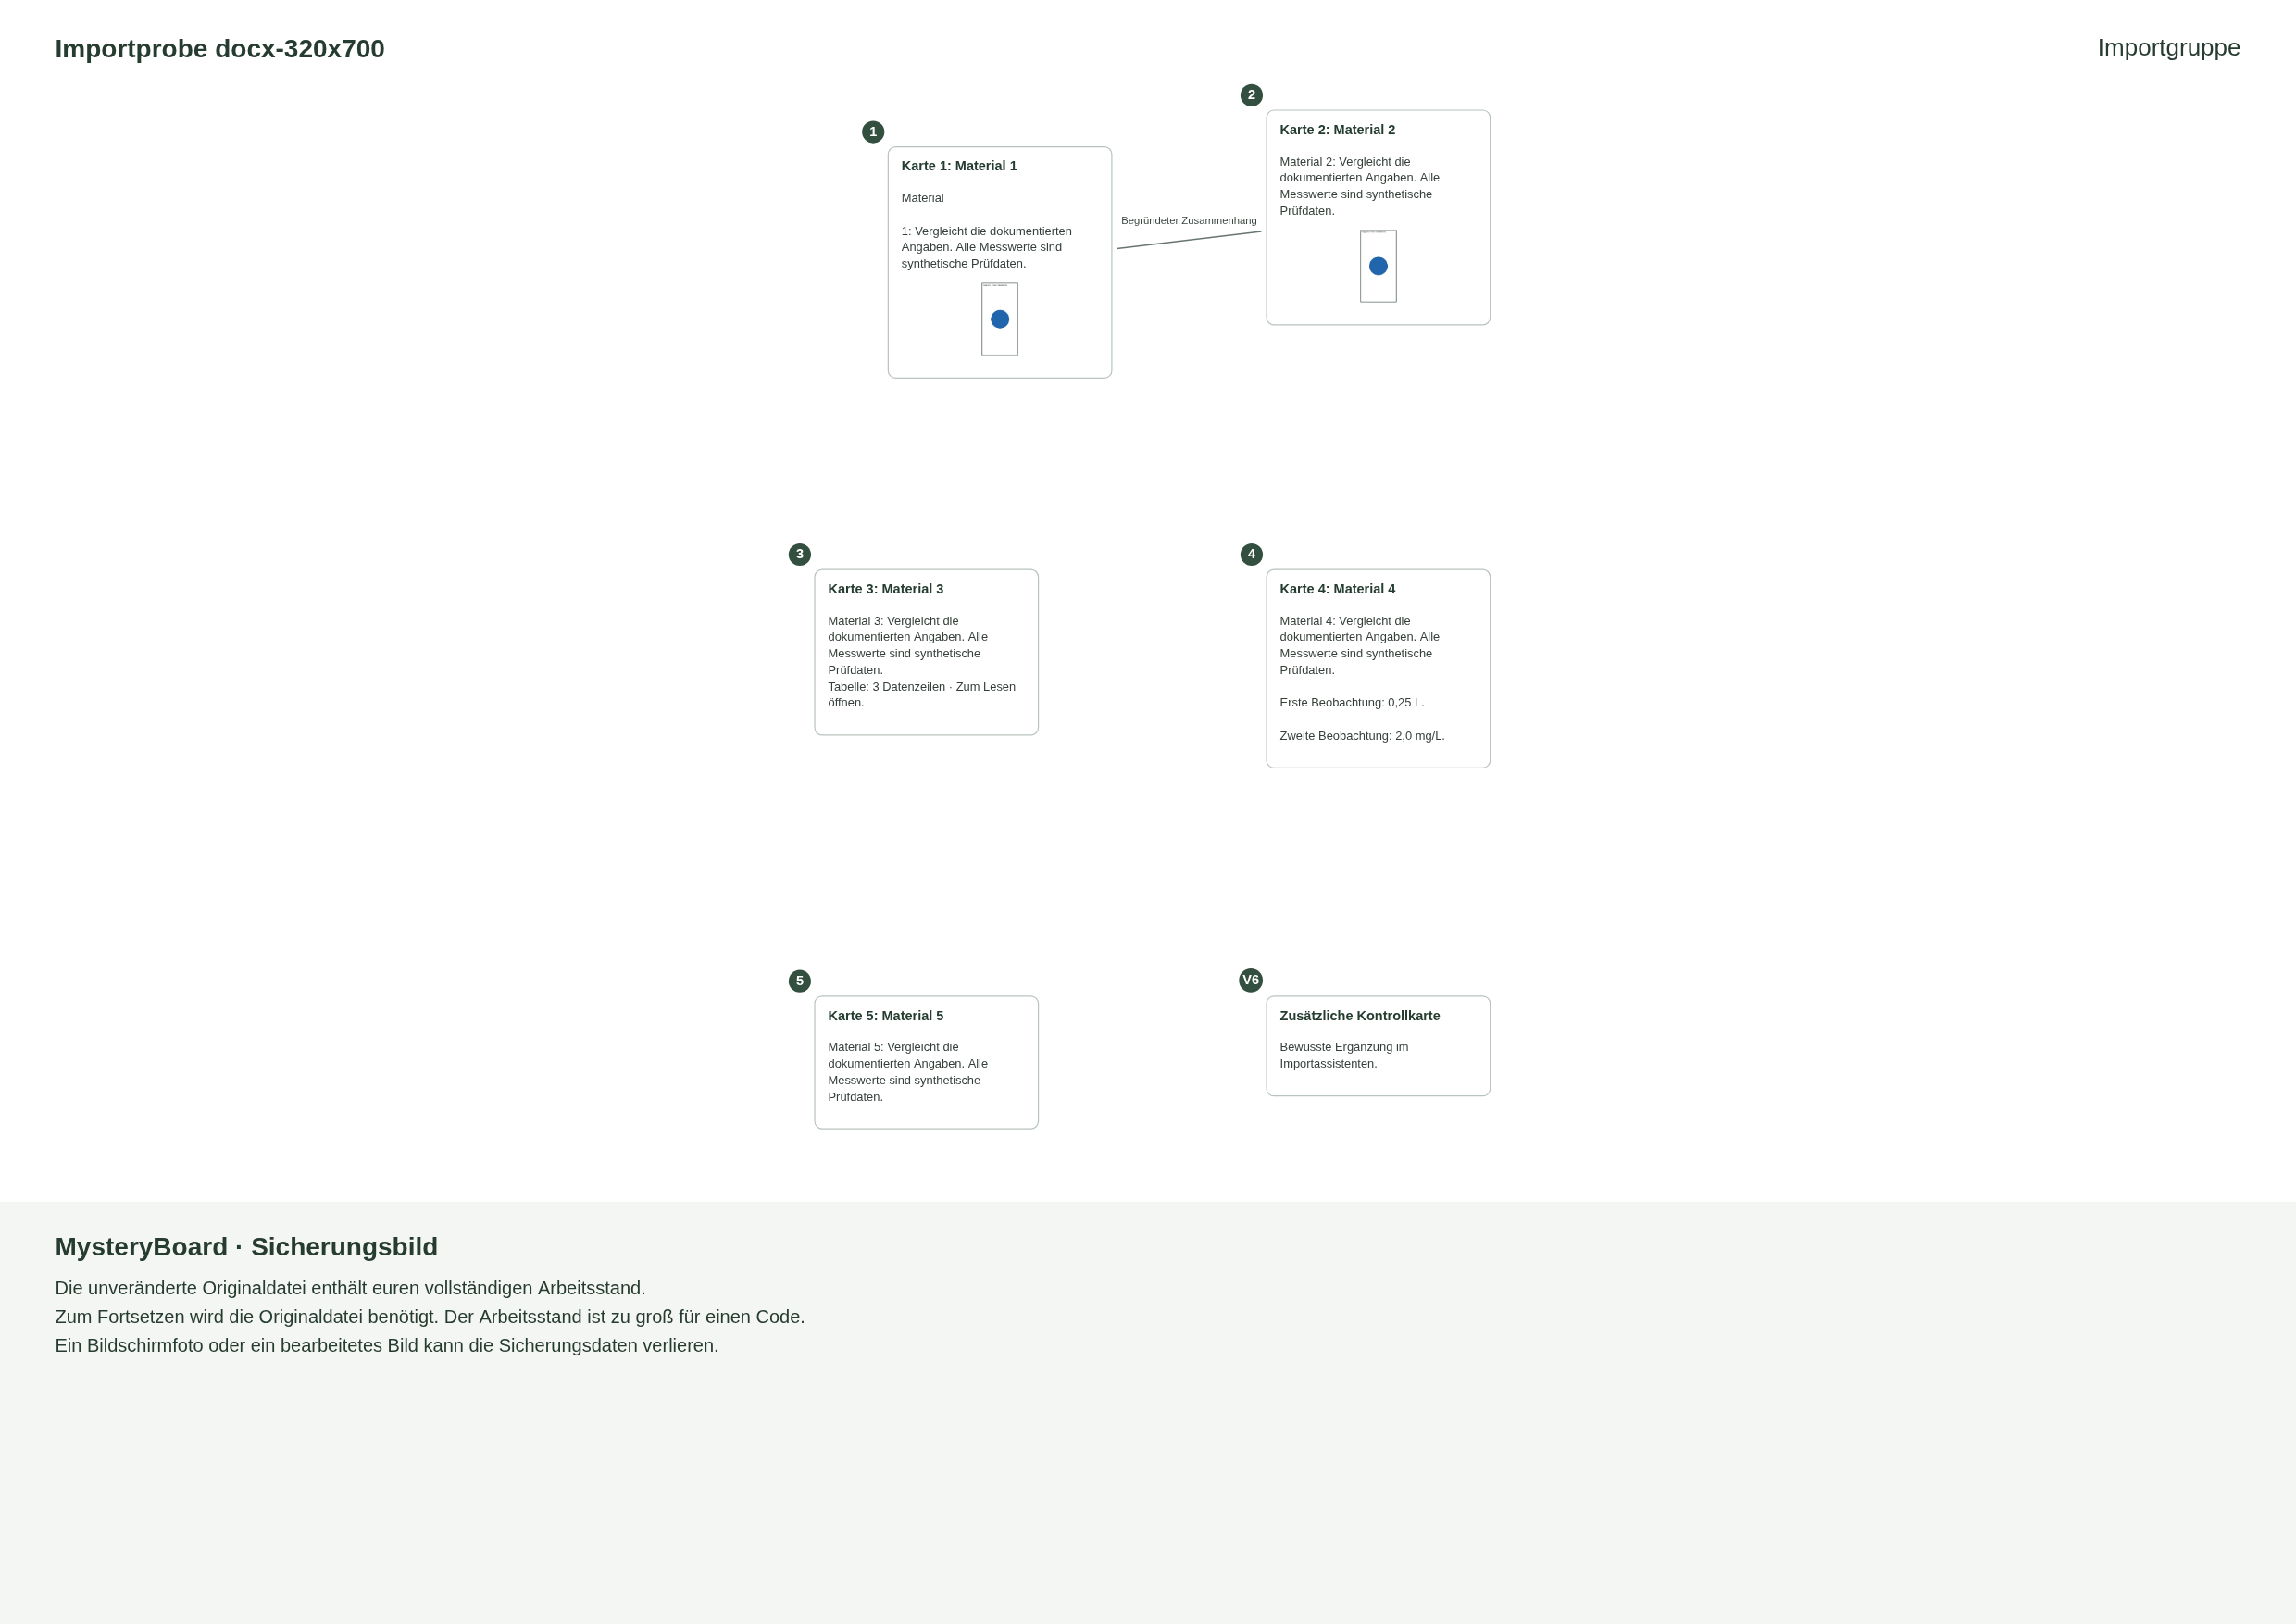 Importprobe docx-320x700
Importgruppe
1
Karte 1: Material 1
Material
1: Vergleicht die dokumentierten
Angaben. Alle Messwerte sind
synthetische Prüfdaten.
Begründeter Zusammenhang
2
Karte 2: Material 2
Material 2: Vergleicht die
dokumentierten Angaben. Alle
Messwerte sind synthetische
Prüfdaten.
3
Karte 3: Material 3
Material 3: Vergleicht die
dokumentierten Angaben. Alle
Messwerte sind synthetische
Prüfdaten.
Tabelle: 3 Datenzeilen · Zum Lesen
öffnen.
4
Karte 4: Material 4
Material 4: Vergleicht die
dokumentierten Angaben. Alle
Messwerte sind synthetische
Prüfdaten.
Erste Beobachtung: 0,25 L.
Zweite Beobachtung: 2,0 mg/L.
5
Karte 5: Material 5
Material 5: Vergleicht die
dokumentierten Angaben. Alle
Messwerte sind synthetische
Prüfdaten.
V6
Zusätzliche Kontrollkarte
Bewusste Ergänzung im
Importassistenten.
MysteryBoard · Sicherungsbild
Die unveränderte Originaldatei enthält euren vollständigen Arbeitsstand.
Zum Fortsetzen wird die Originaldatei benötigt. Der Arbeitsstand ist zu groß für einen Code.
Ein Bildschirmfoto oder ein bearbeitetes Bild kann die Sicherungsdaten verlieren.